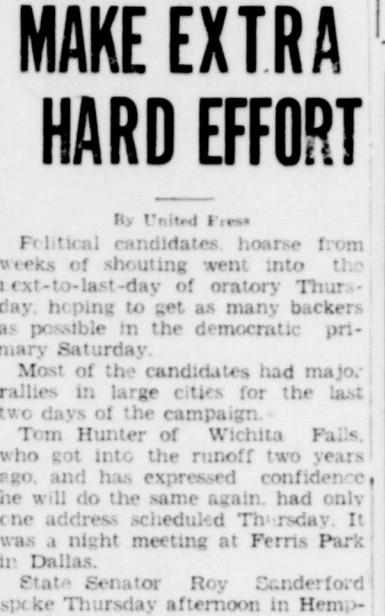 MAKE EXTRA
HARD EFFORT
By United Press
Political candidates, hoarse from
weeks of shouting went into the
next-to-last-day of oratory Thurs-
day, hoping to get as many backers
as possible in the democratic pri-
mary Saturday.
Most of the candidates had major
rallies in large cities for the last
two days of the campaign.
Tom Hunter of Wichita Falls,
who got into the runoff two years
ago, and has expressed confidence
he will do the same again, had only
one address scheduled Thursday. It
was a night meeting at Ferris Park
in Dallas.
State Senator Roy Sanderford
spoke Thursday afternoon in Hemp-